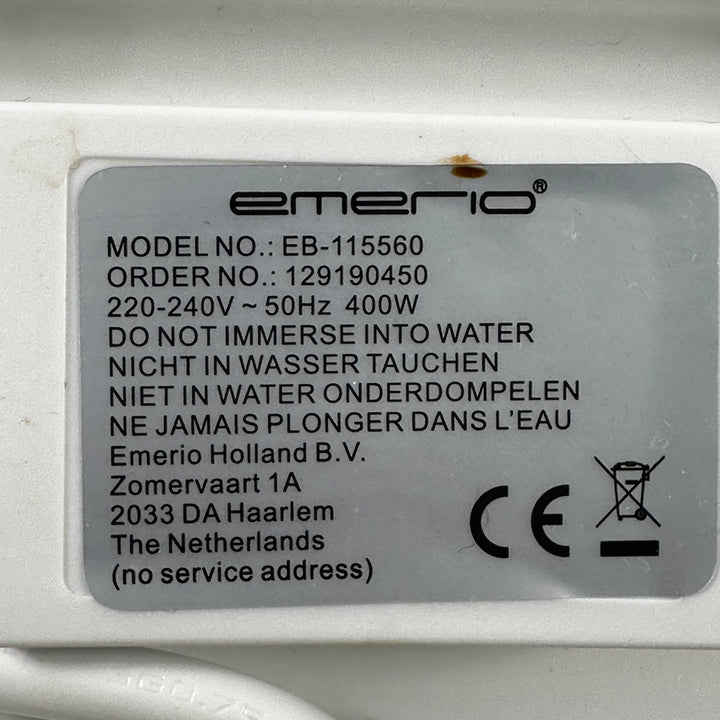 emerio®
MODEL NO.: EB-115560
ORDER NO.: 129190450
220-240V ~ 50Hz 400W
DO NOT IMMERSE INTO WATER
NICHT IN WASSER TAUCHEN
NIET IN WATER ONDERDOMPELEN
NE JAMAIS PLONGER DANS L'EAU
Emerio Holland B.V.
Zomervaart 1A
2033 DA Haarlem
The Netherlands
(no service address)
CE